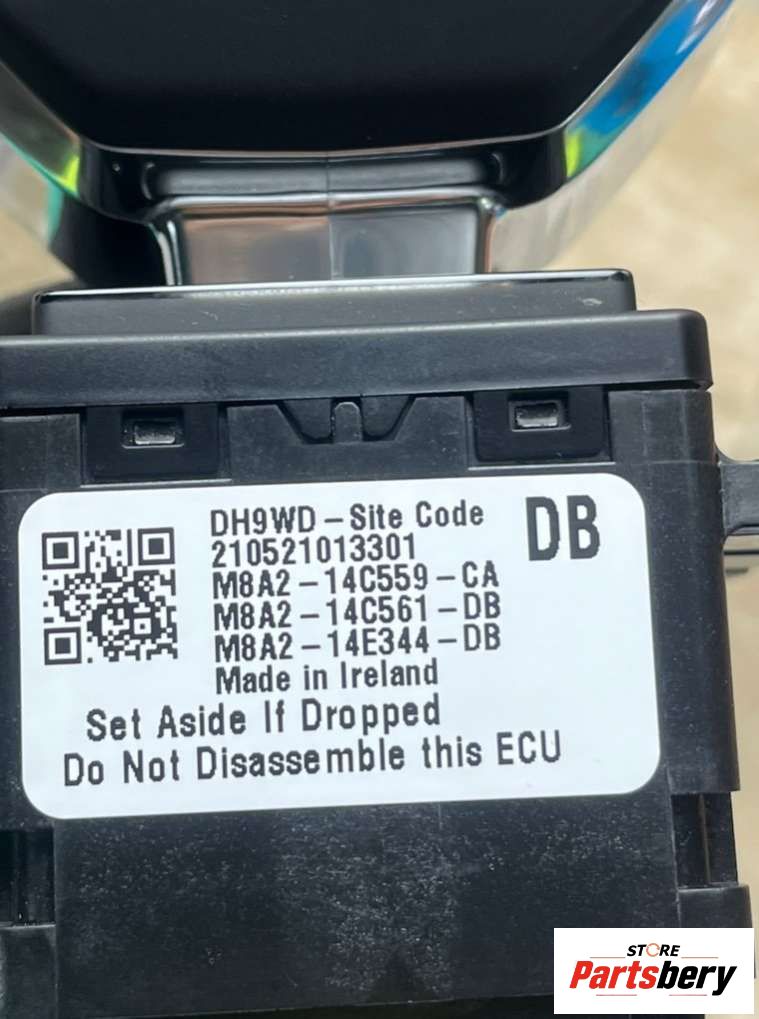 DH9WD-Site Code
DB
210521013301
M8A2-14C559-CA
M8A2-14C561-DB
M8A2-14E344-DB
Made in Ireland
Set Aside If Dropped
Do Not Disassemble this ECU
STORE
Partsbery